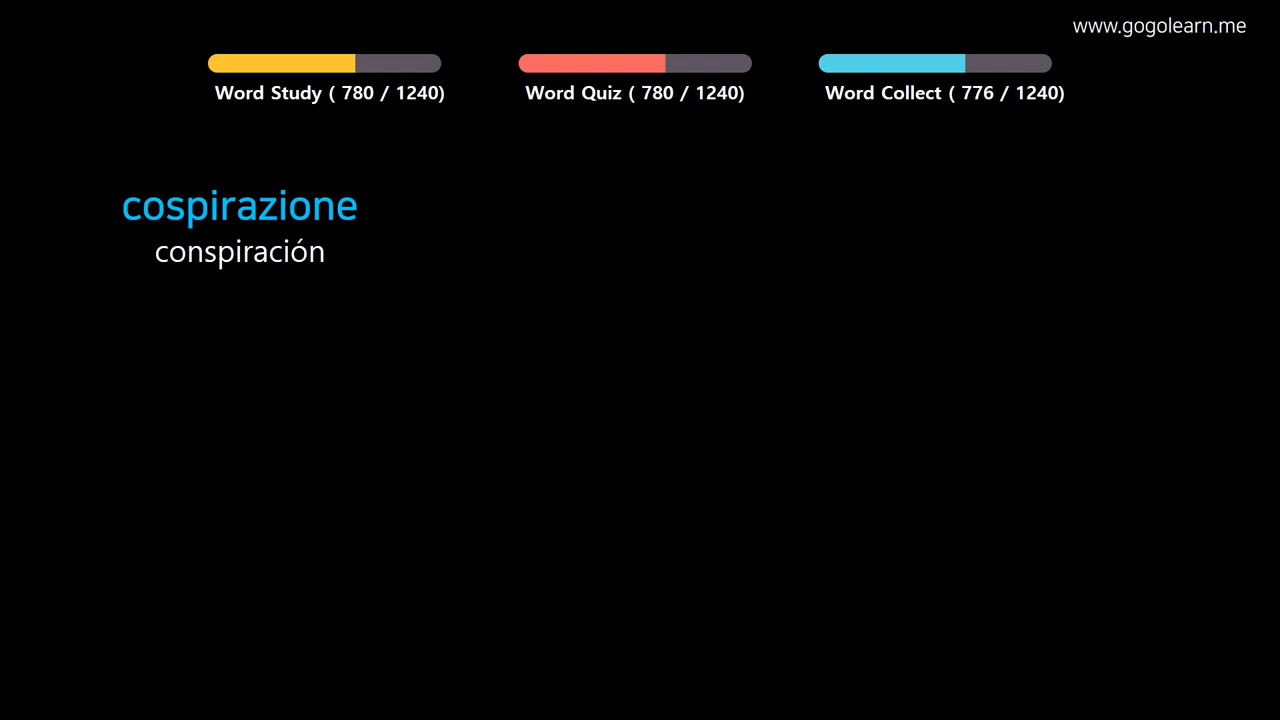 www.gogolearn.me
Word Study ( 780 / 1240)
Word Quiz ( 780 / 1240)
Word Collect ( 776 / 1240)
cospirazione
conspiración